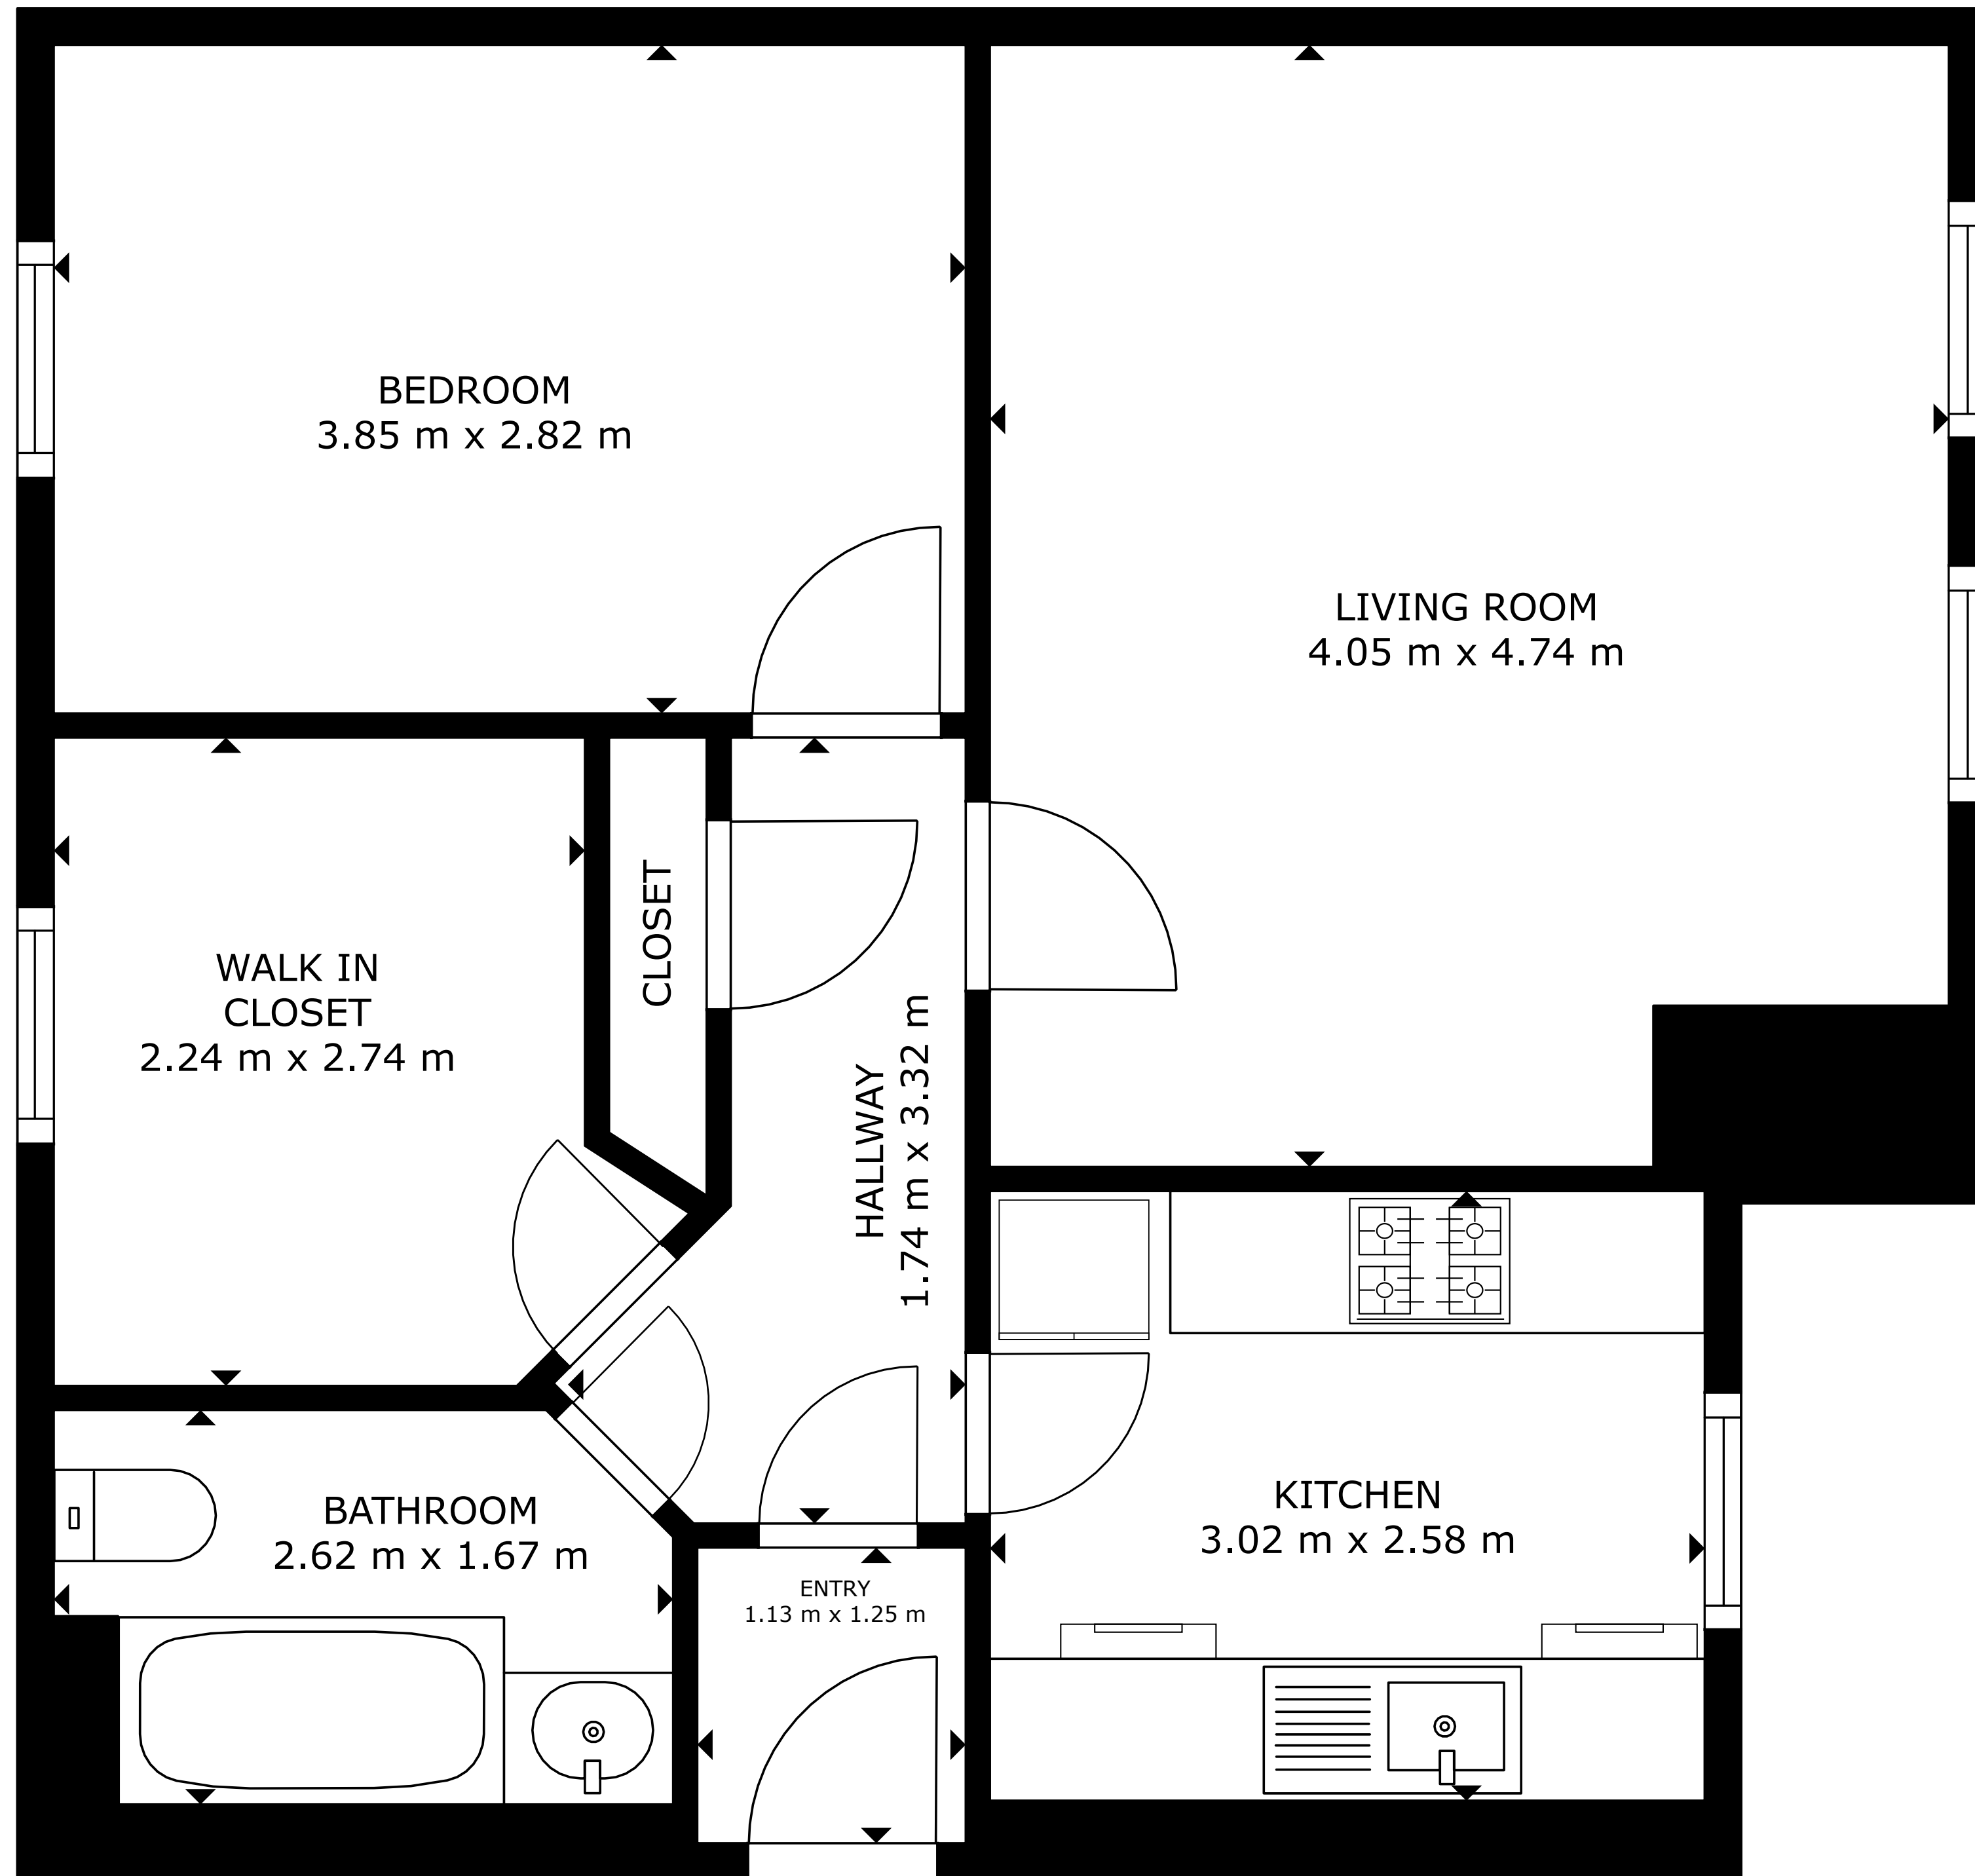 BEDROOM
3.85 m x 2.82 m
LIVING ROOM
4.05 m x 4.74 m
WALK IN
CLOSET
2.24 m x 2.74 m
CLOSET
HALLWAY
1.74 m x 3.32 m
BATHROOM
2.62 m x 1.67 m
ENTRY
1.13 m x 1.25 m
KITCHEN
3.02 m x 2.58 m